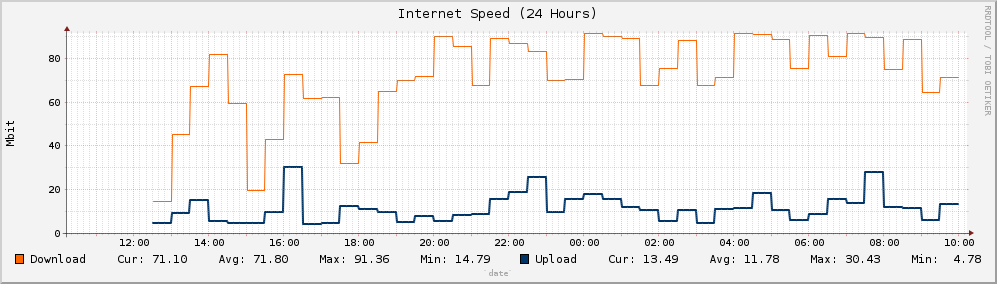 Internet Speed (24 Hours)
RRDTOOL / TOBI OETIKER
Mbit
80
60
40
20
0
12:00 14:00 16:00 18:00 20:00 22:00 00:00 02:00 04:00 06:00 08:00 10:00
Download Cur: 71.10 Avg: 71.80 Max: 91.36 Min: 14.79 Upload Cur: 13.49 Avg: 11.78 Max: 30.43 Min: 4.78
`date`